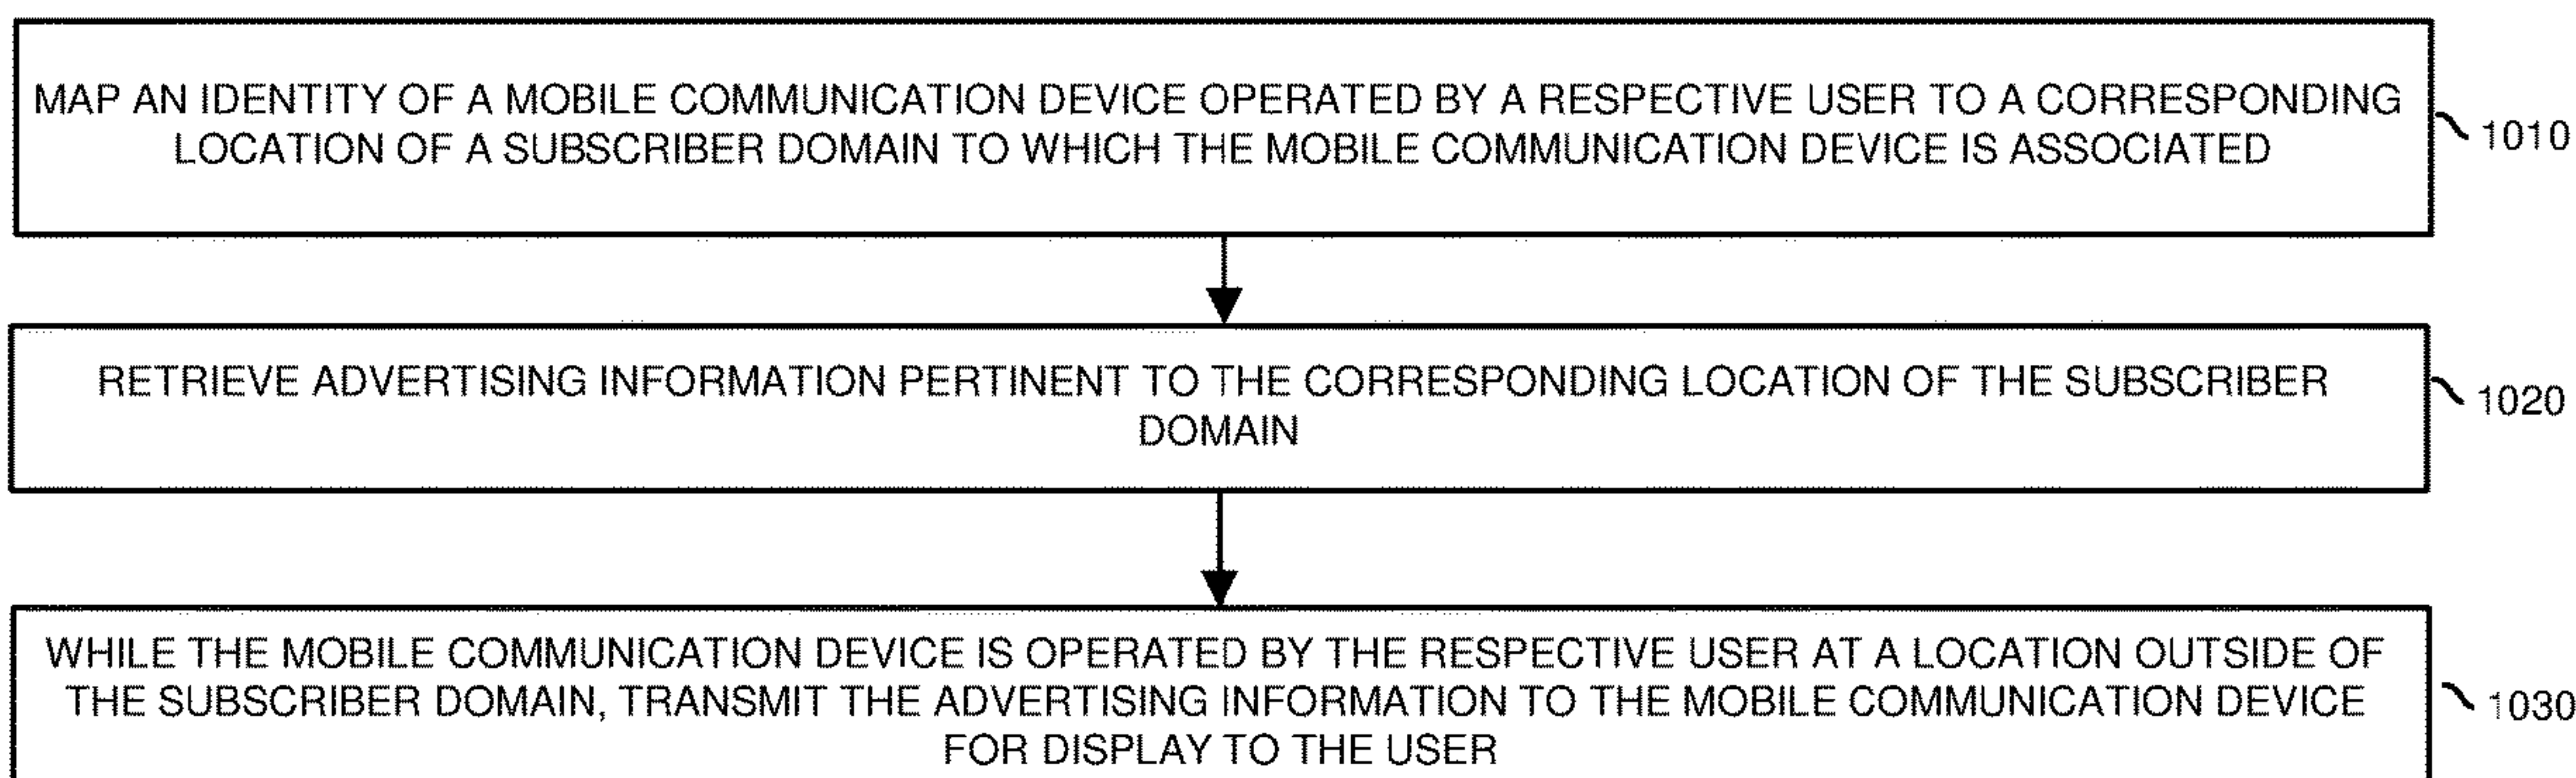 MAP AN IDENTITY OF A MOBILE COMMUNICATION DEVICE OPERATED BY A RESPECTIVE USER TO A CORRESPONDING
LOCATION OF A SUBSCRIBER DOMAIN TO WHICH THE MOBILE COMMUNICATION DEVICE IS ASSOCIATED
1010
RETRIEVE ADVERTISING INFORMATION PERTINENT TO THE CORRESPONDING LOCATION OF THE SUBSCRIBER
DOMAIN
1020
WHILE THE MOBILE COMMUNICATION DEVICE IS OPERATED BY THE RESPECTIVE USER AT A LOCATION OUTSIDE OF
THE SUBSCRIBER DOMAIN, TRANSMIT THE ADVERTISING INFORMATION TO THE MOBILE COMMUNICATION DEVICE
FOR DISPLAY TO THE USER
1030